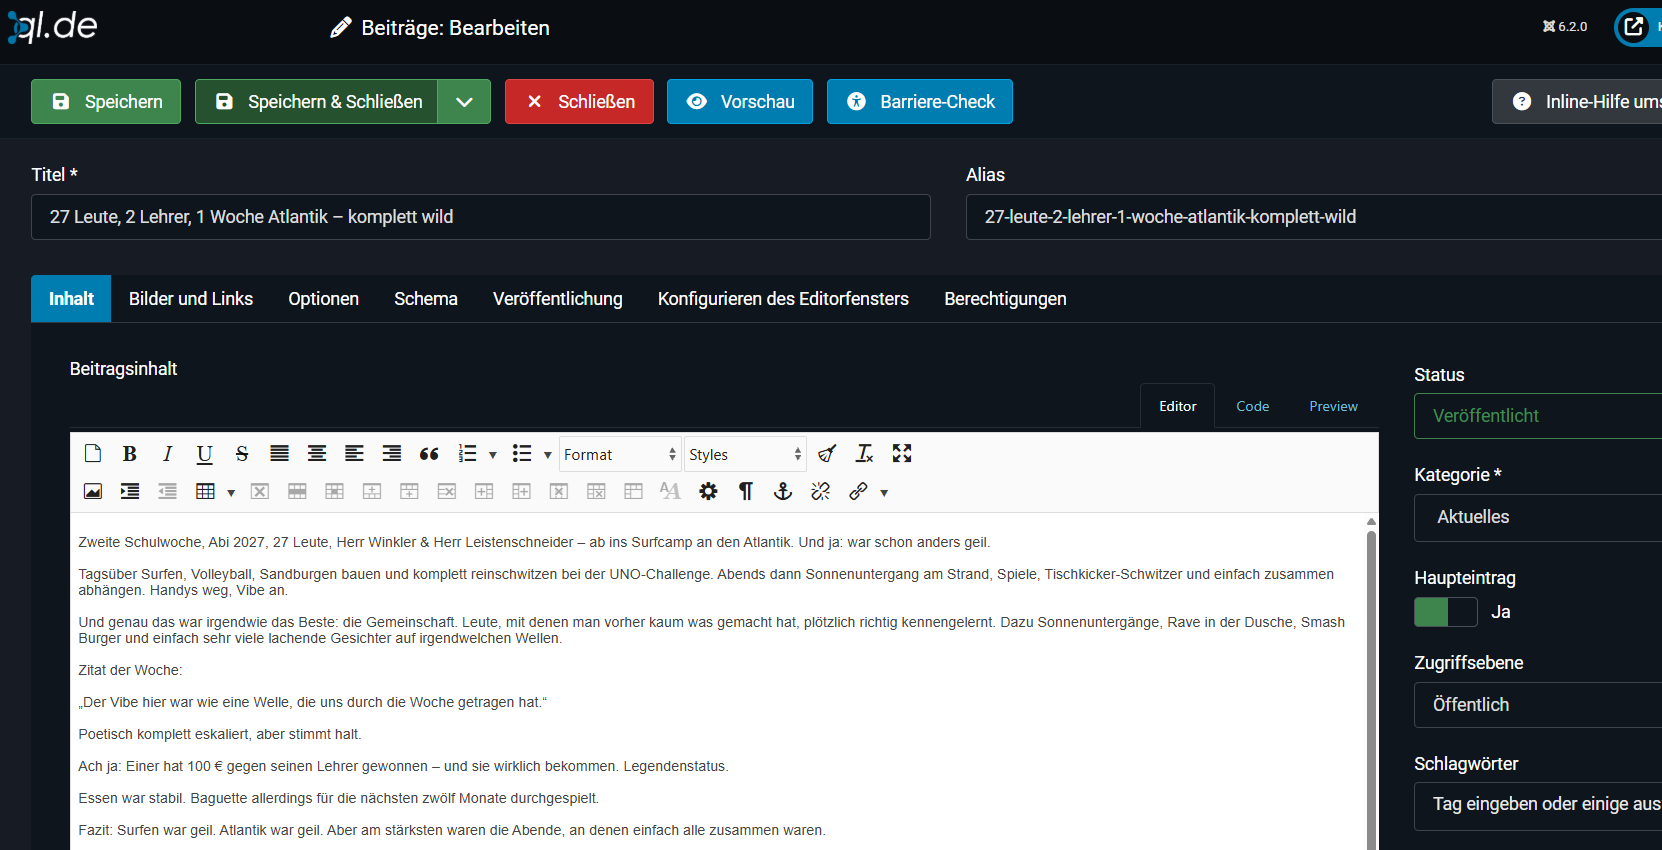 ql.de
Beiträge: Bearbeiten
6.2.0
Speichern
Speichern & Schließen
Schließen
Vorschau
Barriere-Check
Inline-Hilfe
Titel *
Alias
27 Leute, 2 Lehrer, 1 Woche Atlantik – komplett wild
27-leute-2-lehrer-1-woche-atlantik-komplett-wild
Inhalt
Bilder und Links
Optionen
Schema
Veröffentlichung
Konfigurieren des Editorfensters
Berechtigungen
Beitragsinhalt
Editor
Code
Preview
Format
Styles
Zweite Schulwoche, Abi 2027, 27 Leute, Herr Winkler & Herr Leistenschneider – ab ins Surfcamp an den Atlantik. Und ja: war schon anders geil.
Tagsüber Surfen, Volleyball, Sandburgen bauen und komplett reinschwitzen bei der UNO-Challenge. Abends dann Sonnenuntergang am Strand, Spiele, Tischkicker-Schwitzer und einfach zusammen
abhängen. Handys weg, Vibe an.
Und genau das war irgendwie das Beste: die Gemeinschaft. Leute, mit denen man vorher kaum was gemacht hat, plötzlich richtig kennengelernt. Dazu Sonnenuntergänge, Rave in der Dusche, Smash
Burger und einfach sehr viele lachende Gesichter auf irgendwelchen Wellen.
Zitat der Woche:
„Der Vibe hier war wie eine Welle, die uns durch die Woche getragen hat.“
Poetisch komplett eskaliert, aber stimmt halt.
Ach ja: Einer hat 100 € gegen seinen Lehrer gewonnen – und sie wirklich bekommen. Legendenstatus.
Essen war stabil. Baguette allerdings für die nächsten zwölf Monate durchgespielt.
Fazit: Surfen war geil. Atlantik war geil. Aber am stärksten waren die Abende, an denen einfach alle zusammen waren.
Status
Veröffentlicht
Kategorie *
Aktuelles
Haupteintrag
Ja
Zugriffsebene
Öffentlich
Schlagwörter
Tag eingeben oder einige aus